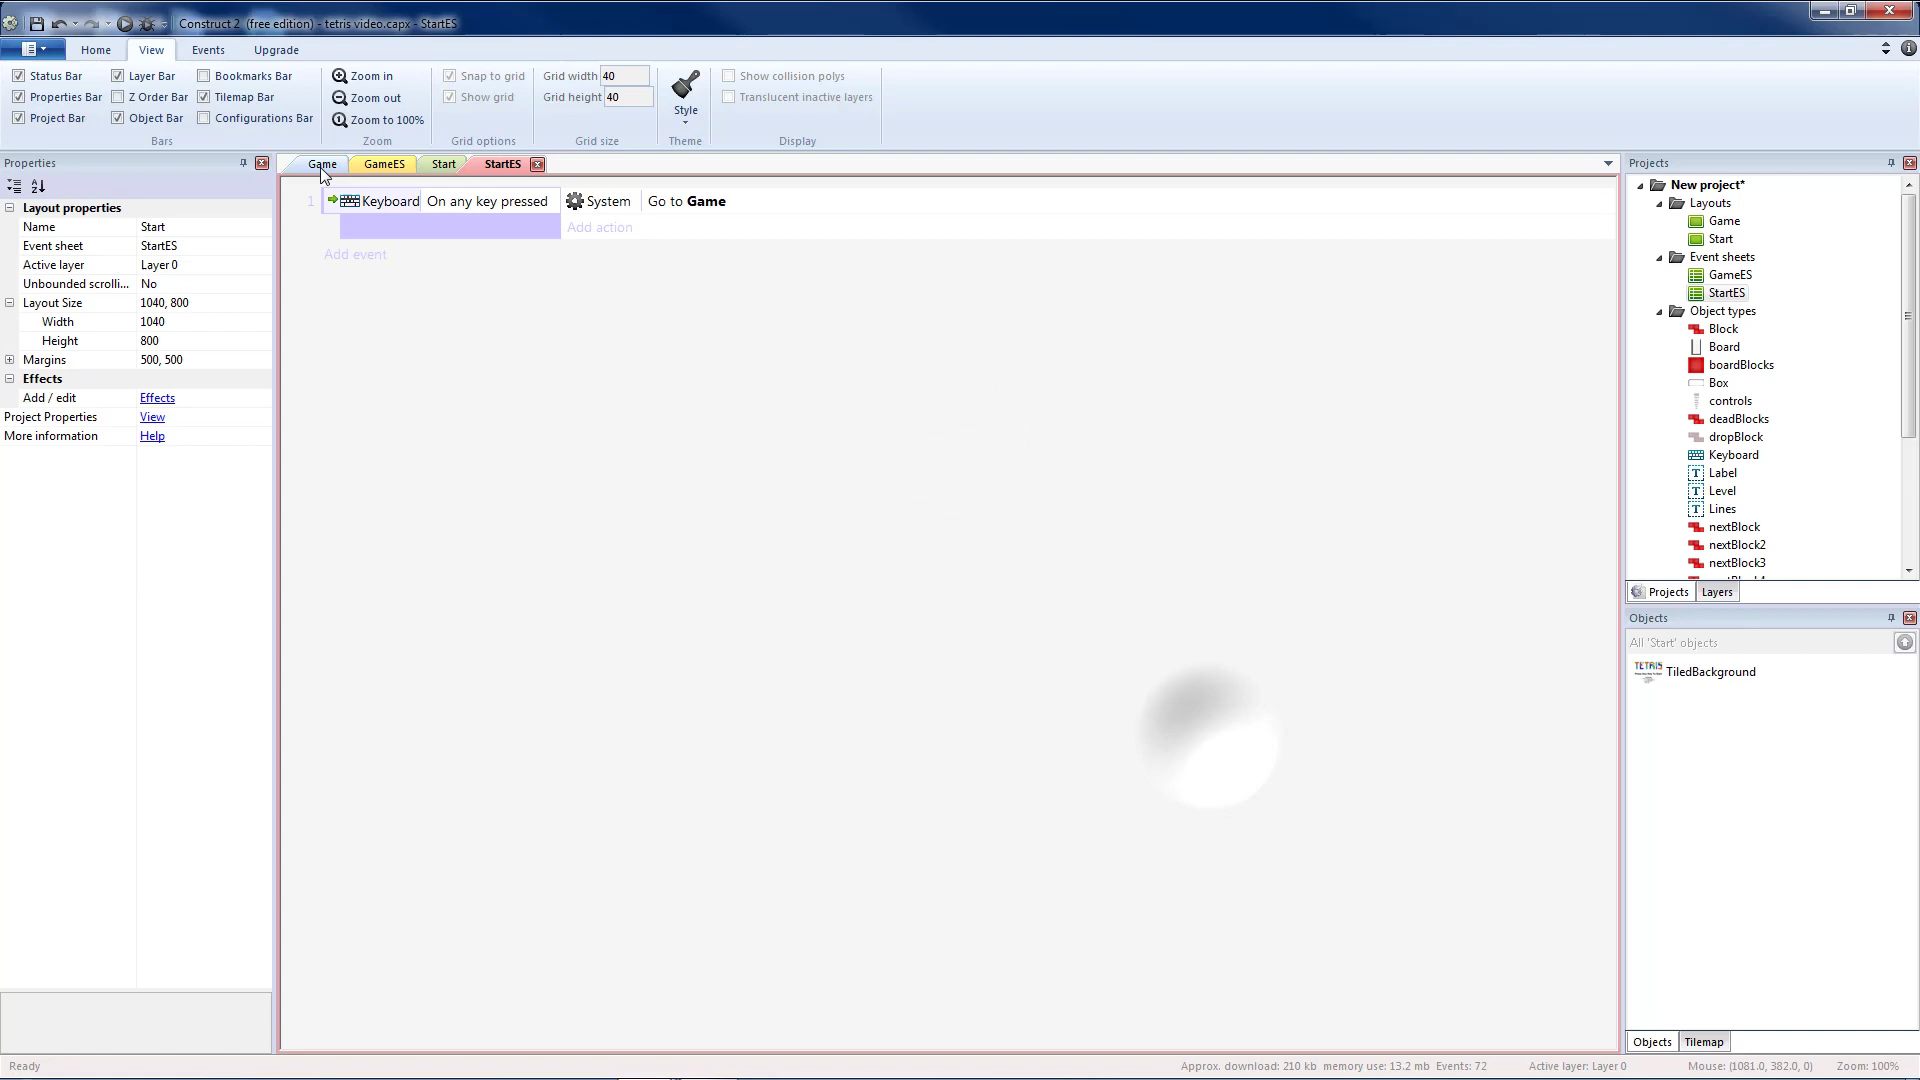 Construct 2 (free edition) - tetris video.capx - StartES
Home
View
Events
Upgrade
Status Bar
Layer Bar
Bookmarks Bar
Properties Bar
Z Order Bar
Tilemap Bar
Project Bar
Object Bar
Configurations Bar
Bars
Zoom in
Zoom out
Zoom to 100%
Zoom
Snap to grid
Show grid
Grid options
Grid width 40
Grid height 40
Grid size
Style
Theme
Show collision polys
Translucent inactive layers
Display
Properties
Layout properties
Name Start
Event sheet StartES
Active layer Layer 0
Unbounded scrolli... No
Layout Size 1040, 800
Width 1040
Height 800
Margins 500, 500
Effects
Add / edit Effects
Project Properties View
More information Help
Game
GameES
Start
StartES
1 Keyboard On any key pressed System Go to Game
Add action
Add event
Projects
New project*
Layouts
Game
Start
Event sheets
GameES
StartES
Object types
Block
Board
boardBlocks
Box
controls
deadBlocks
dropBlock
Keyboard
Label
Level
Lines
nextBlock
nextBlock2
nextBlock3
Projects Layers
Objects
All 'Start' objects
TETRIS TiledBackground
Objects Tilemap
Ready
Approx. download: 210 kb memory use: 13.2 mb Events: 72 Active layer: Layer 0 Mouse: (1081.0, 382.0, 0) Zoom: 100%